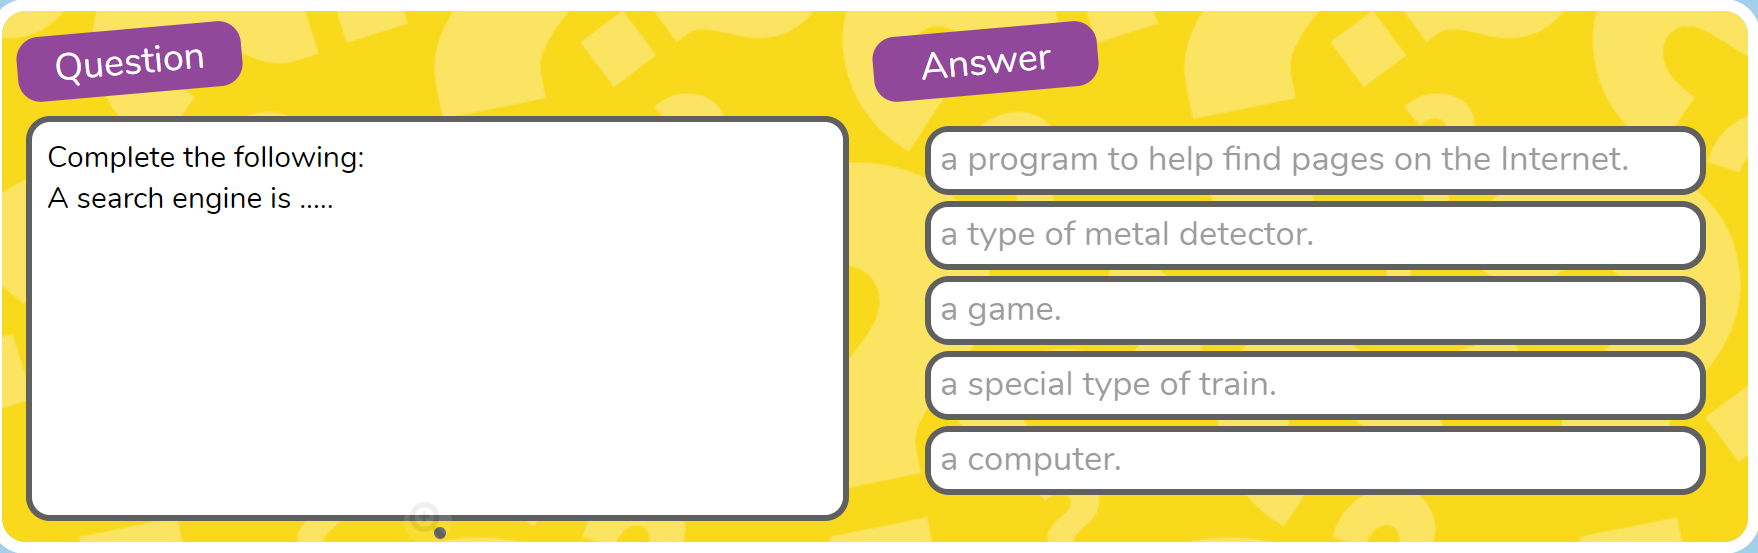 Question
Complete the following:
A search engine is .....
Answer
a program to help find pages on the Internet.
a type of metal detector.
a game.
a special type of train.
a computer.